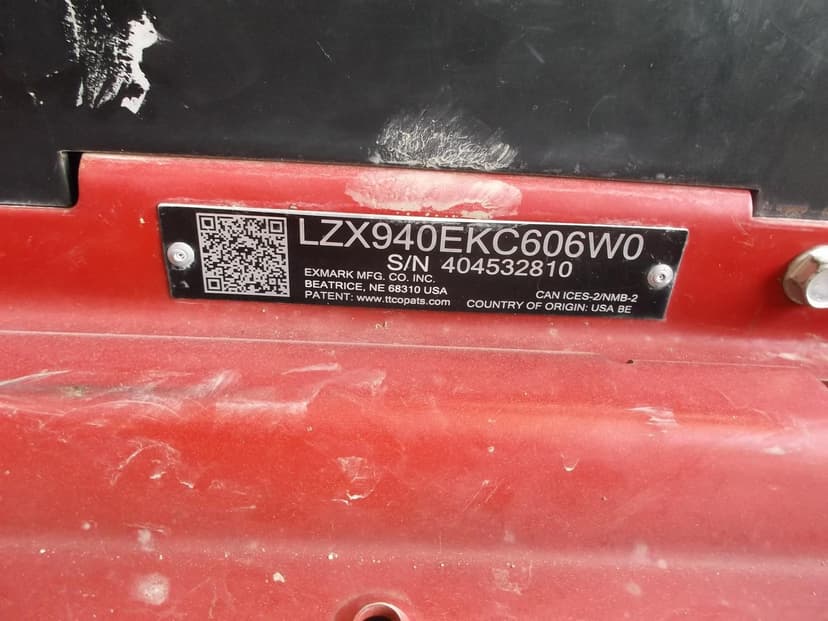 LZX940EKC606W0
S/N 404532810
EXMARK MFG. CO. INC.
BEATRICE, NE 68310 USA
PATENT: www.ttcopats.com
CAN ICES-2/NMB-2
COUNTRY OF ORIGIN: USA BE